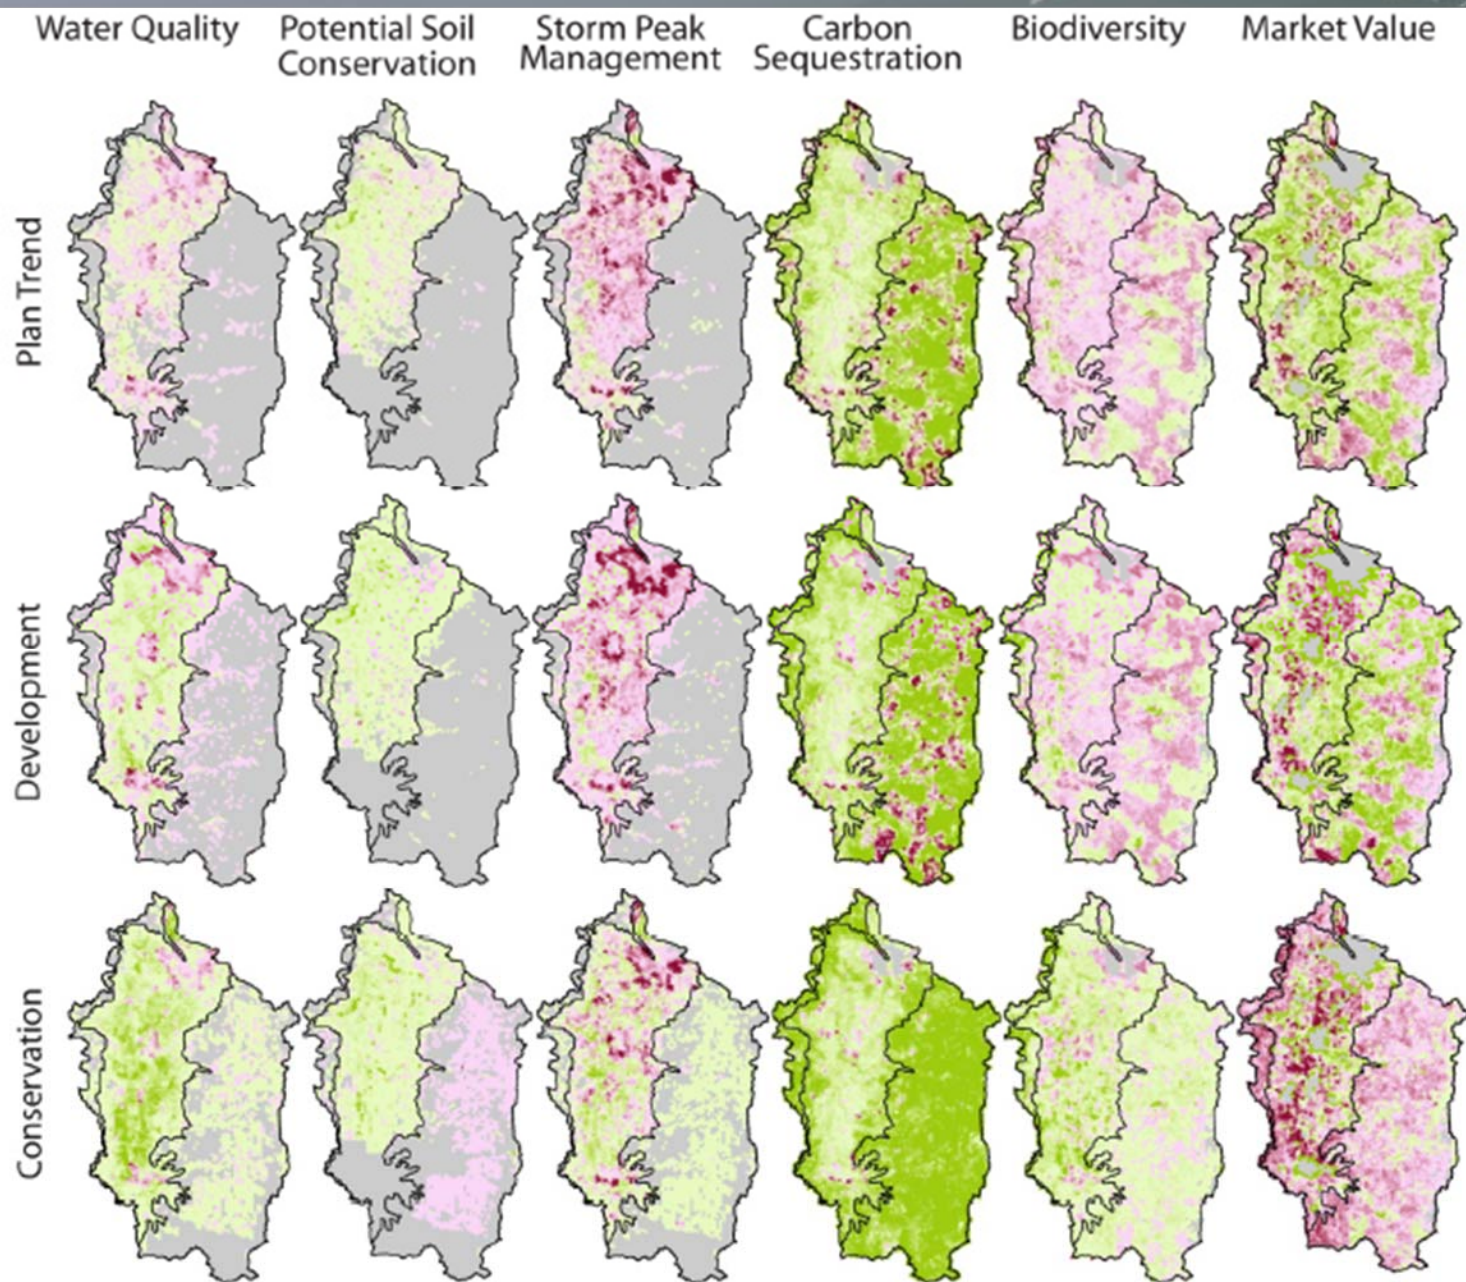 Water Quality
Potential Soil
Conservation
Storm Peak
Management
Carbon
Sequestration
Biodiversity
Market Value
Plan Trend
Development
Conservation